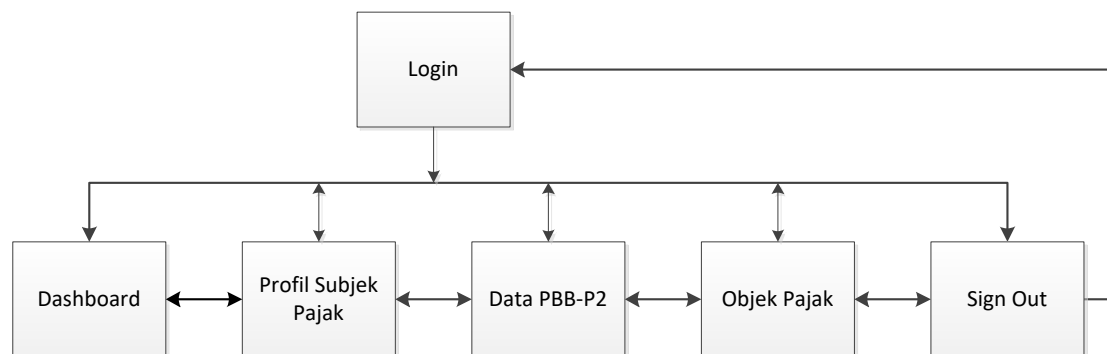 Login
Dashboard
Profil Subjek
Pajak
Data PBB-P2
Objek Pajak
Sign Out